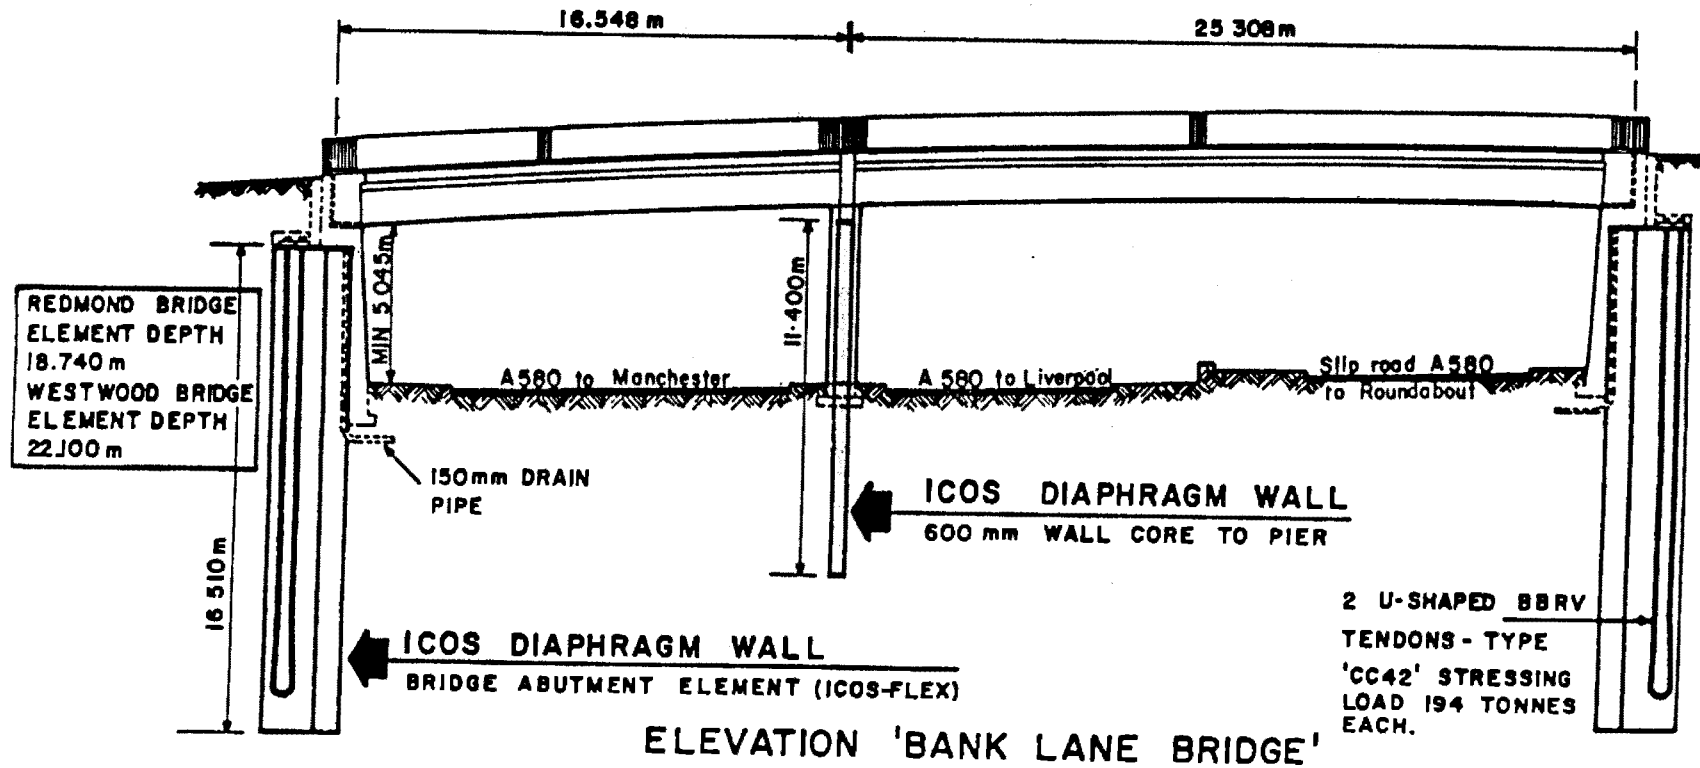 16.548 m
25 308m
MIN 5 045m
11.400m
REDMOND BRIDGE
ELEMENT DEPTH
18.740 m
WESTWOOD BRIDGE
ELEMENT DEPTH
22.100 m
A580 to Manchester
A 580 to Liverpool
Slip road A580
to Roundabout
150mm DRAIN
PIPE
ICOS DIAPHRAGM WALL
600 mm WALL CORE TO PIER
16 510m
2 U-SHAPED BBRV
TENDONS - TYPE
'CC42' STRESSING
LOAD 194 TONNES
EACH.
ICOS DIAPHRAGM WALL
BRIDGE ABUTMENT ELEMENT (ICOS-FLEX)
ELEVATION 'BANK LANE BRIDGE'